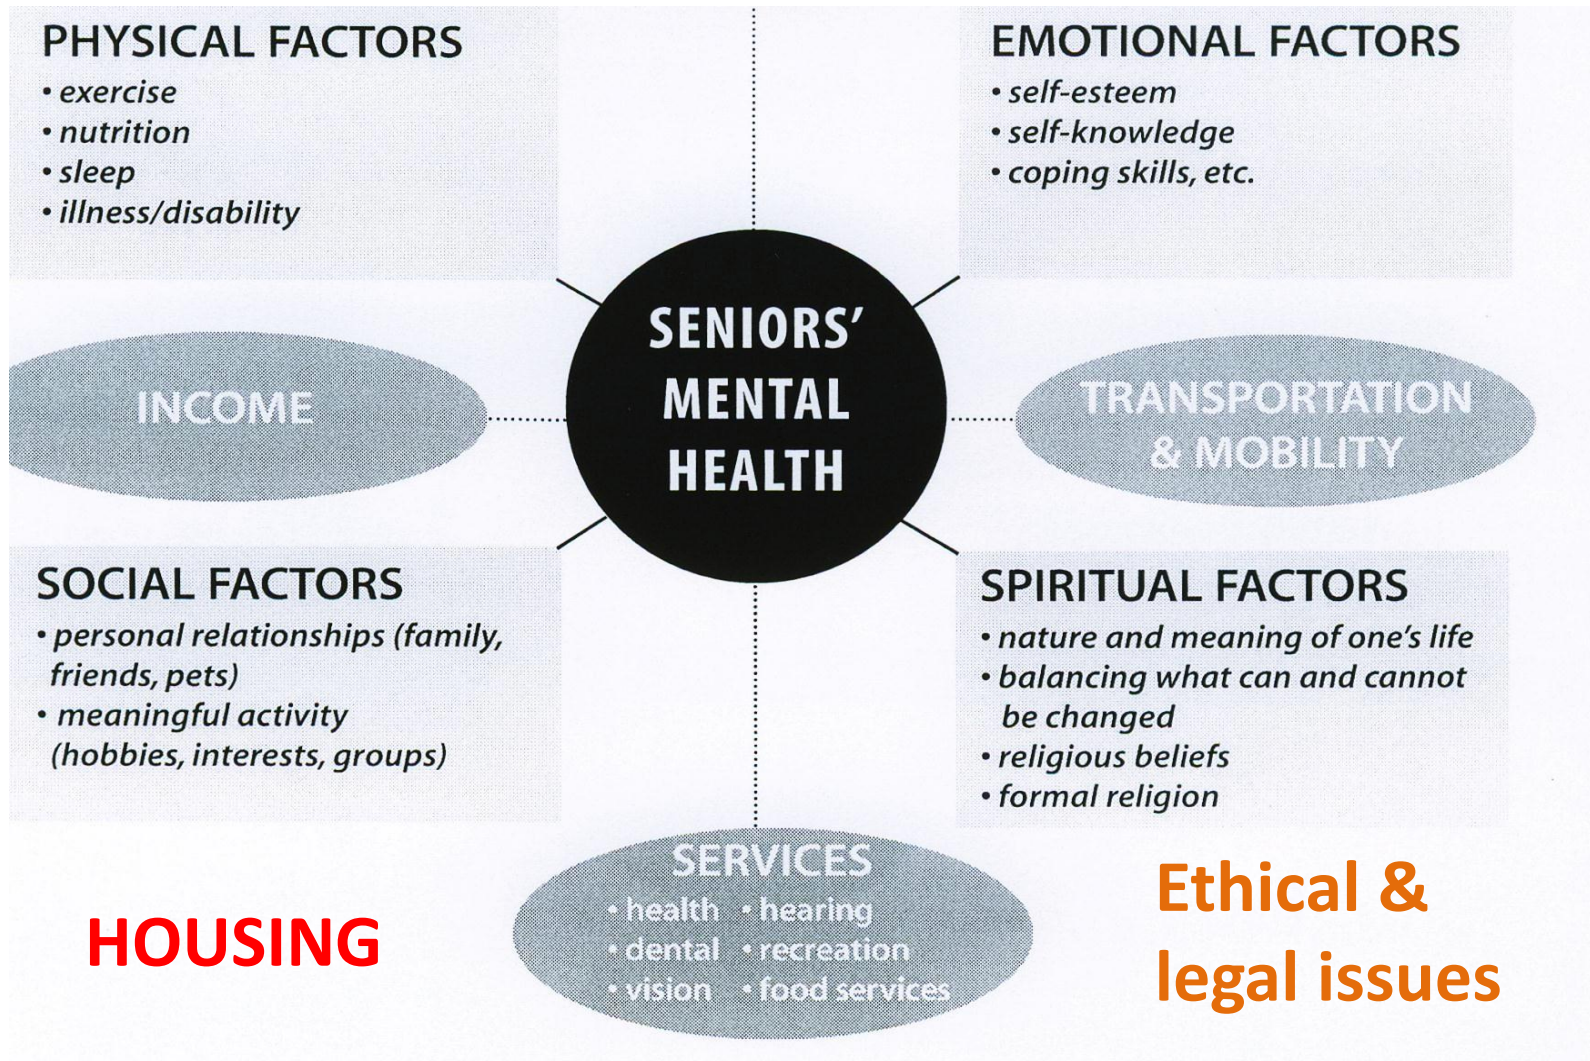 PHYSICAL FACTORS
• exercise
• nutrition
• sleep
• illness/disability
EMOTIONAL FACTORS
• self-esteem
• self-knowledge
• coping skills, etc.
SENIORS’
MENTAL
HEALTH
INCOME
TRANSPORTATION
& MOBILITY
SOCIAL FACTORS
• personal relationships (family,
friends, pets)
• meaningful activity
(hobbies, interests, groups)
SPIRITUAL FACTORS
• nature and meaning of one’s life
• balancing what can and cannot
be changed
• religious beliefs
• formal religion
SERVICES
• health • hearing
• dental • recreation
• vision • food services
HOUSING
Ethical &
legal issues